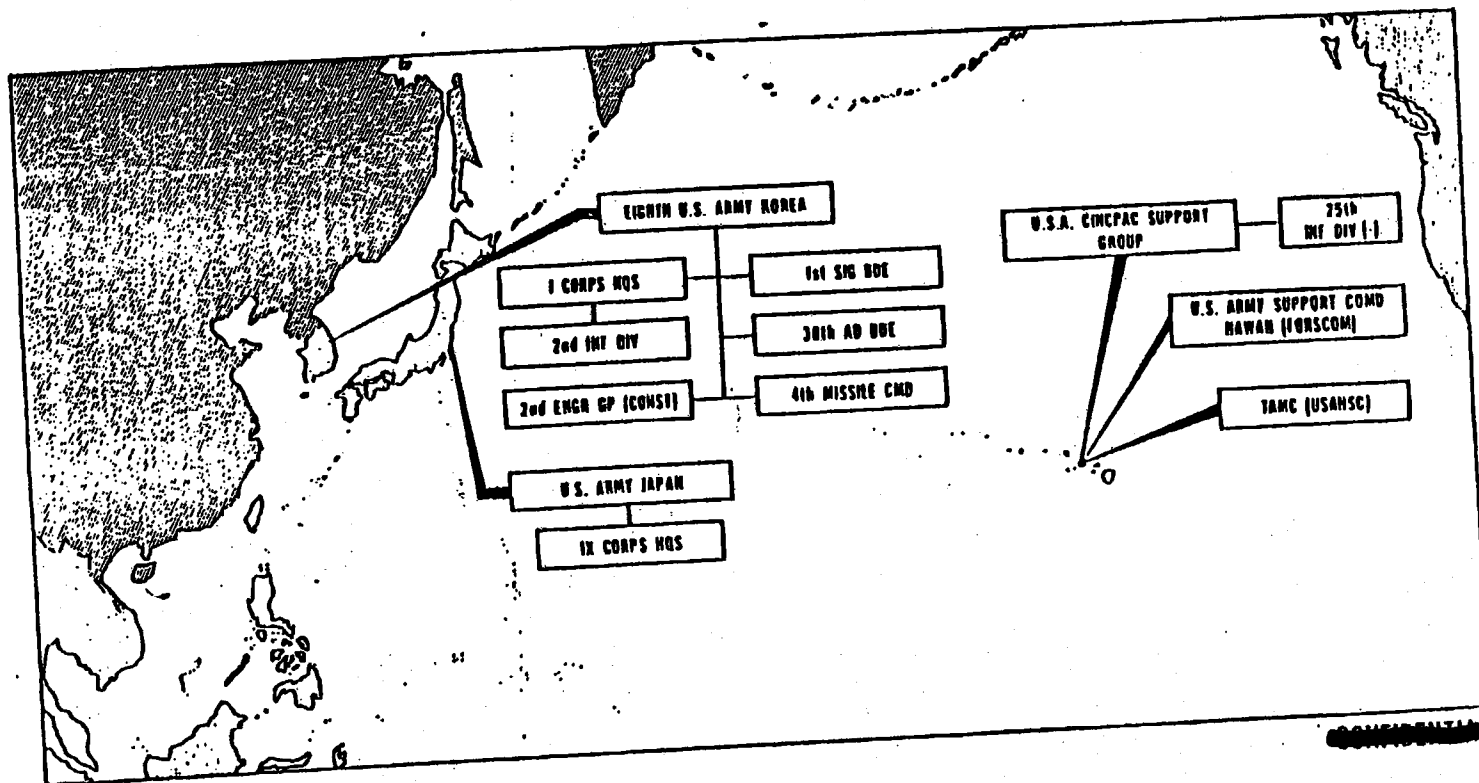 EIGHTH U.S. ARMY KOREA
I CORPS HQS
1st SIG BDE
2nd INF DIV
38th AD BDE
2nd ENGR GP (CONST)
4th MISSILE CMD
U.S. ARMY JAPAN
IX CORPS HQS
U.S.A. CINCPAC SUPPORT
GROUP
25th
INF DIV (-)
U.S. ARMY SUPPORT COMD
HAWAII (FORSCOM)
TAMC (USAHSC)
CONFIDENTIA